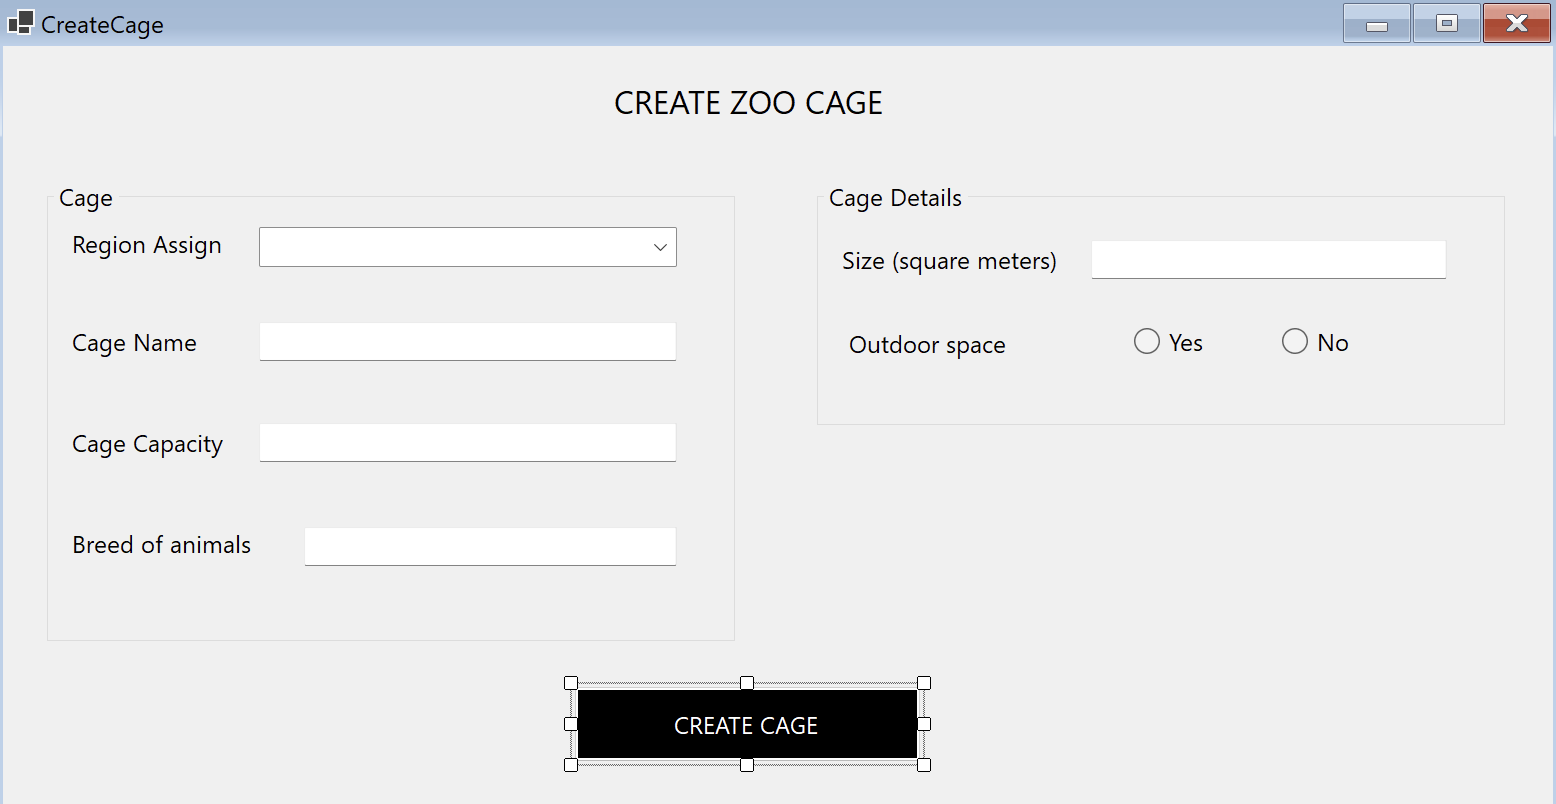 CreateCage
CREATE ZOO CAGE
Cage
Region Assign
Cage Name
Cage Capacity
Breed of animals
Cage Details
Size (square meters)
Outdoor space
Yes
No
CREATE CAGE